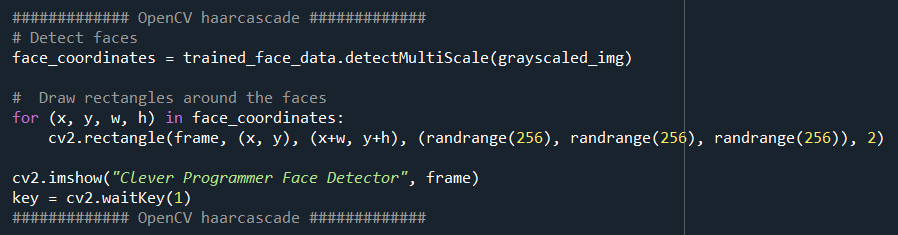 ############# OpenCV haarcascade #############
# Detect faces
face_coordinates = trained_face_data.detectMultiScale(grayscaled_img)
#  Draw rectangles around the faces
for (x, y, w, h) in face_coordinates:
    cv2.rectangle(frame, (x, y), (x+w, y+h), (randrange(256), randrange(256), randrange(256)), 2)
cv2.imshow("Clever Programmer Face Detector", frame)
key = cv2.waitKey(1)
############# OpenCV haarcascade #############